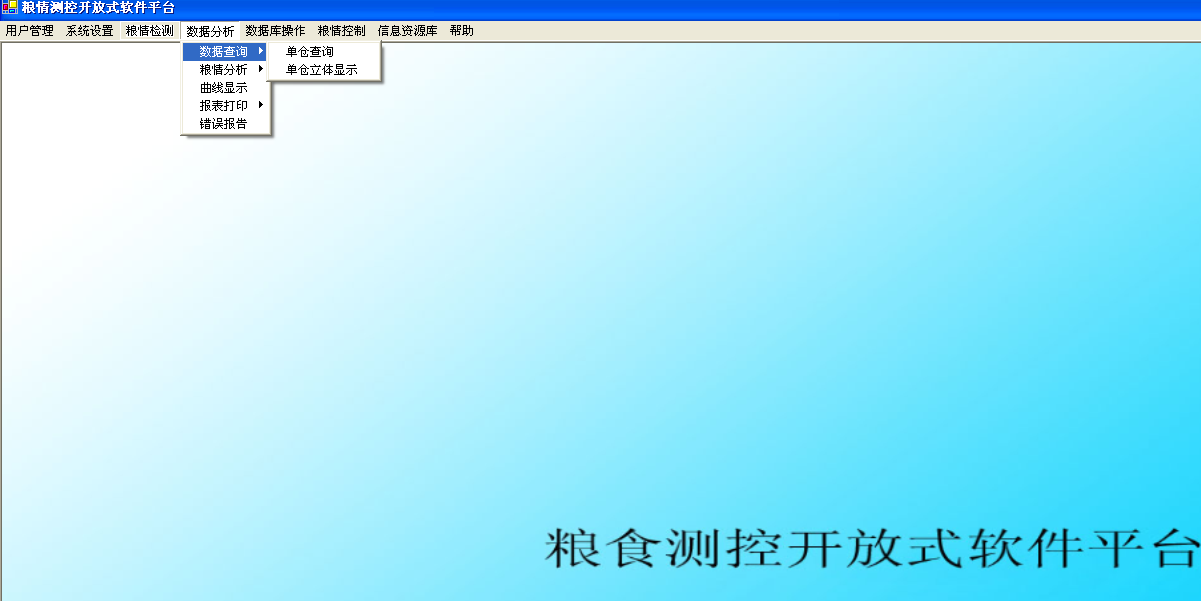 粮情测控开放式软件平台
用户管理 系统设置 粮情检测 数据分析 数据库操作 粮情控制 信息资源库 帮助
数据查询 单仓查询
粮情分析 单仓立体显示
曲线显示
报表打印
错误报告
粮食测控开放式软件平台